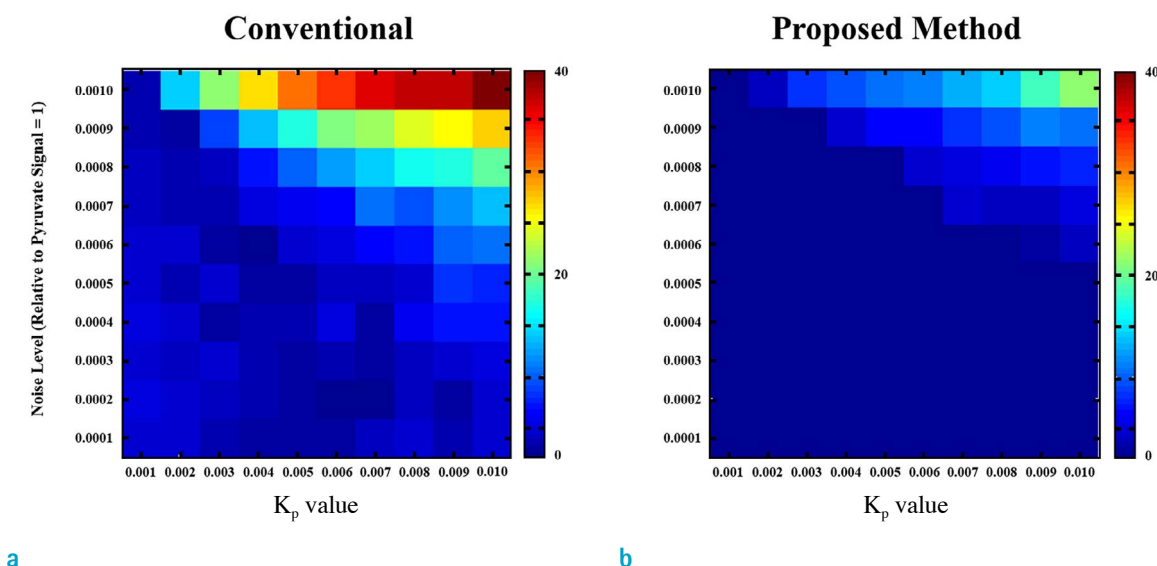 Conventional
Proposed Method
Noise Level (Relative to Pyruvate Signal = 1)
0.0010
0.0009
0.0008
0.0007
0.0006
0.0005
0.0004
0.0003
0.0002
0.0001
0.001 0.002 0.003 0.004 0.005 0.006 0.007 0.008 0.009 0.010
Kp value
40
20
0
0.0010
0.0009
0.0008
0.0007
0.0006
0.0005
0.0004
0.0003
0.0002
0.0001
0.001 0.002 0.003 0.004 0.005 0.006 0.007 0.008 0.009 0.010
Kp value
40
20
0
a
b